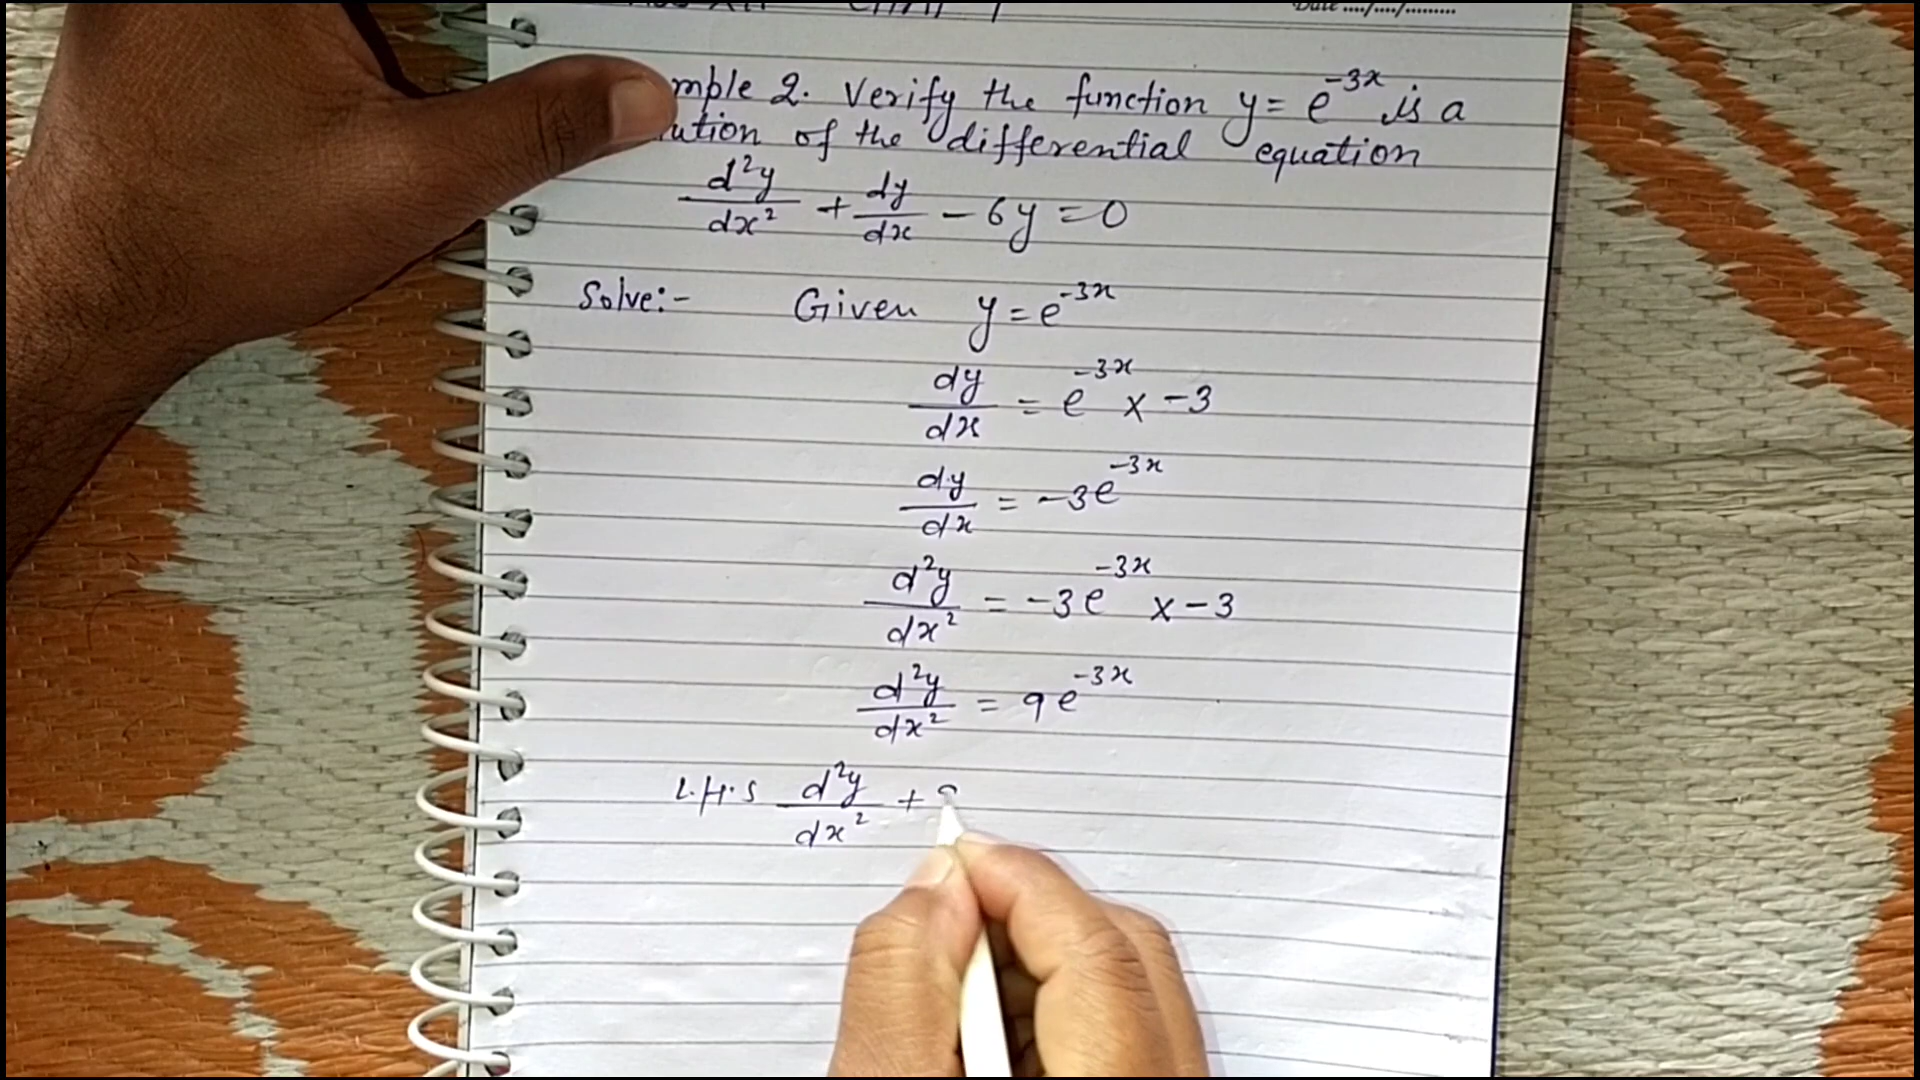 Date ..../..../.........
mple 2. Verify the function y = e^-3x is a
ution of the differential equation
d²y/dx² + dy/dx - 6y = 0
Solve:- Given y = e^-3x
dy/dx = e^-3x x -3
dy/dx = -3e^-3x
d²y/dx² = -3e^-3x x -3
d²y/dx² = 9e^-3x
L.H.S d²y/dx² +